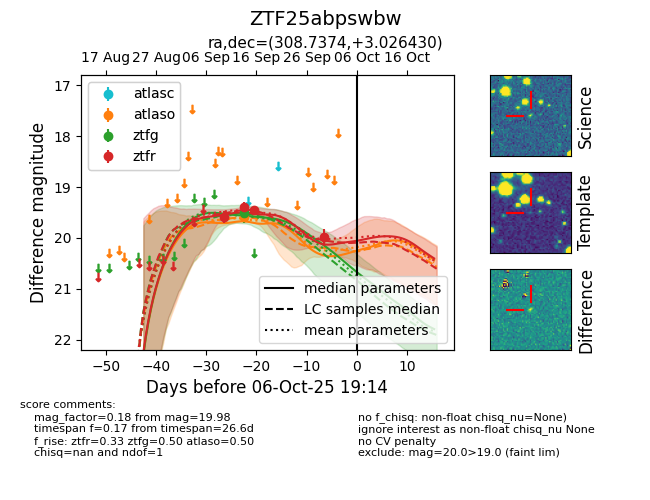 ZTF25abpswbw
ra,dec=(308.7374,+3.026430)
17 Aug 27 Aug 06 Sep 16 Sep 26 Sep 06 Oct 16 Oct
17
18
19
20
21
22
Difference magnitude
atlasc
atlaso
ztfg
ztfr
median parameters
LC samples median
mean parameters
−50 −40 −30 −20 −10 0 10
Days before 06-Oct-25 19:14
Science
Template
Difference
score comments:
mag_factor=0.18 from mag=19.98
timespan f=0.17 from timespan=26.6d
f_rise: ztfr=0.33 ztfg=0.50 atlaso=0.50
chisq=nan and ndof=1
no f_chisq: non-float chisq_nu=None)
ignore interest as non-float chisq_nu None
no CV penalty
exclude: mag=20.0>19.0 (faint lim)